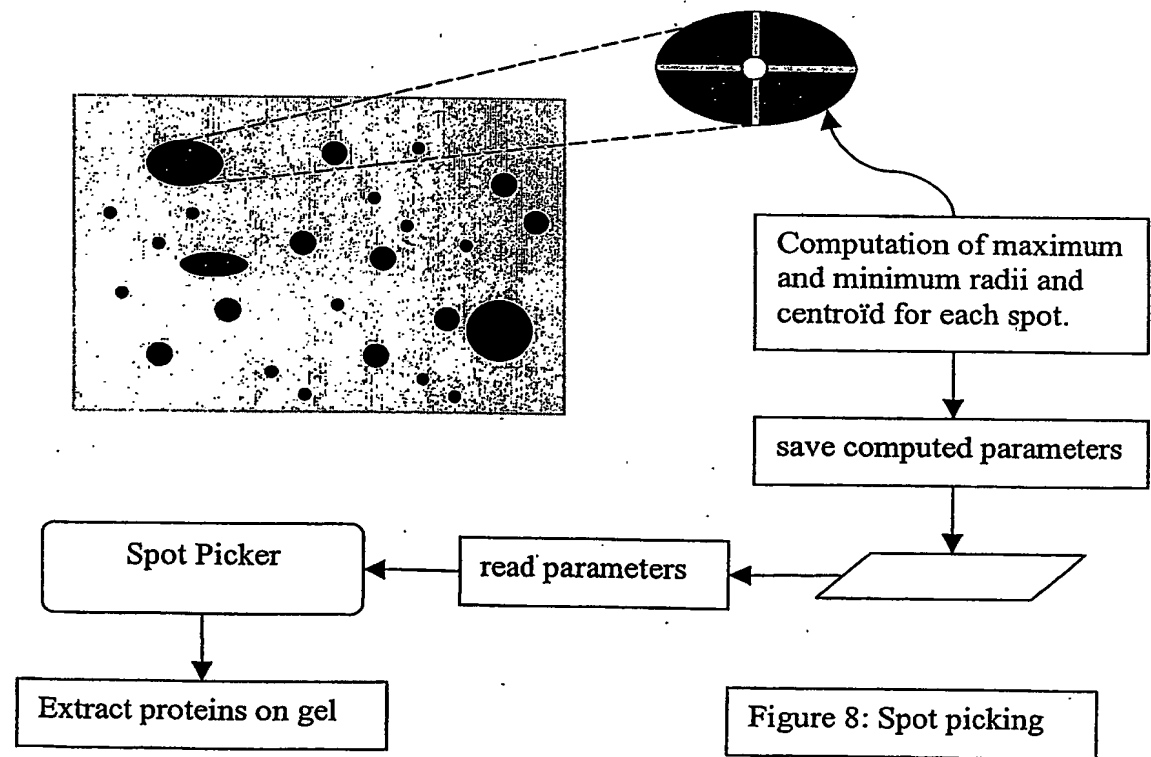 Computation of maximum
and minimum radii and
centroïd for each spot.
save computed parameters
read parameters
Spot Picker
Extract proteins on gel
Figure 8: Spot picking